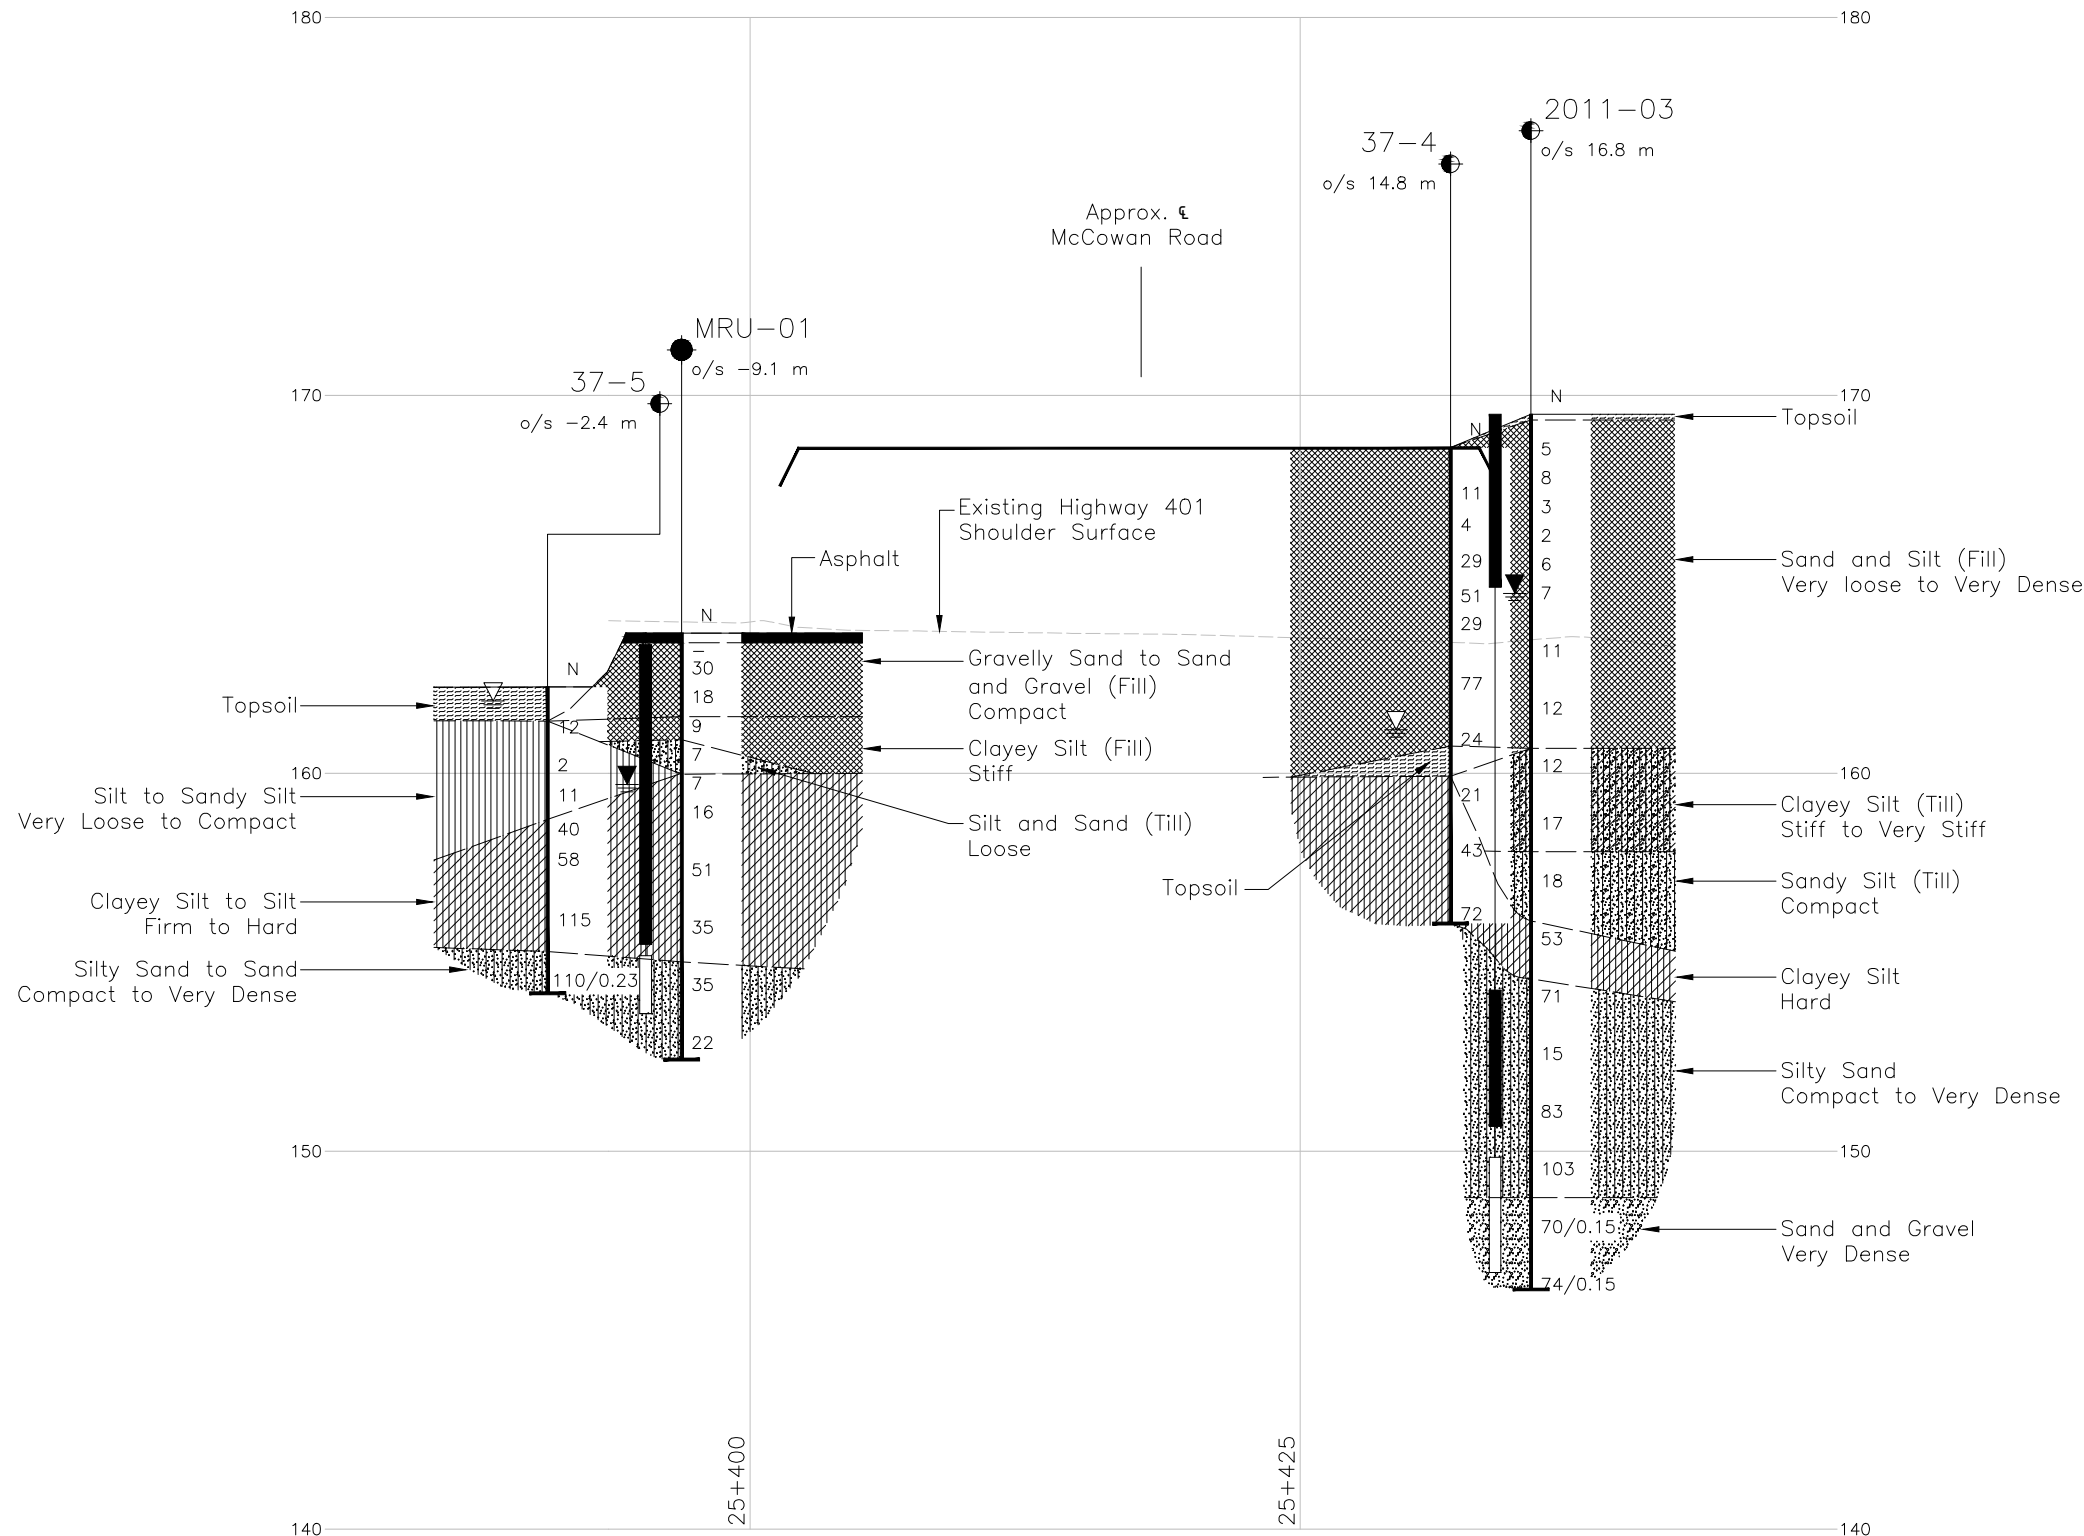 180
180
2011-03
o/s 16.8 m
37-4
o/s 14.8 m
Approx. ℄
McCowan Road
MRU-01
o/s -9.1 m
37-5
o/s -2.4 m
170
170
N
Topsoil
N
5
8
3
2
6
7
11
12
12
17
18
53
71
15
83
103
70/0.15
74/0.15
11
4
29
51
29
77
24
21
43
72
Existing Highway 401
Shoulder Surface
Asphalt
Sand and Silt (Fill)
Very loose to Very Dense
N
30
18
9
7
7
16
51
35
35
22
N
12
2
11
40
58
115
110/0.23
Gravelly Sand to Sand
and Gravel (Fill)
Compact
Topsoil
Clayey Silt (Fill)
Stiff
160
160
Silt to Sandy Silt
Very Loose to Compact
Silt and Sand (Till)
Loose
Clayey Silt (Till)
Stiff to Very Stiff
Topsoil
Sandy Silt (Till)
Compact
Clayey Silt to Silt
Firm to Hard
Silty Sand to Sand
Compact to Very Dense
Clayey Silt
Hard
Silty Sand
Compact to Very Dense
150
150
Sand and Gravel
Very Dense
25+400
25+425
140
140